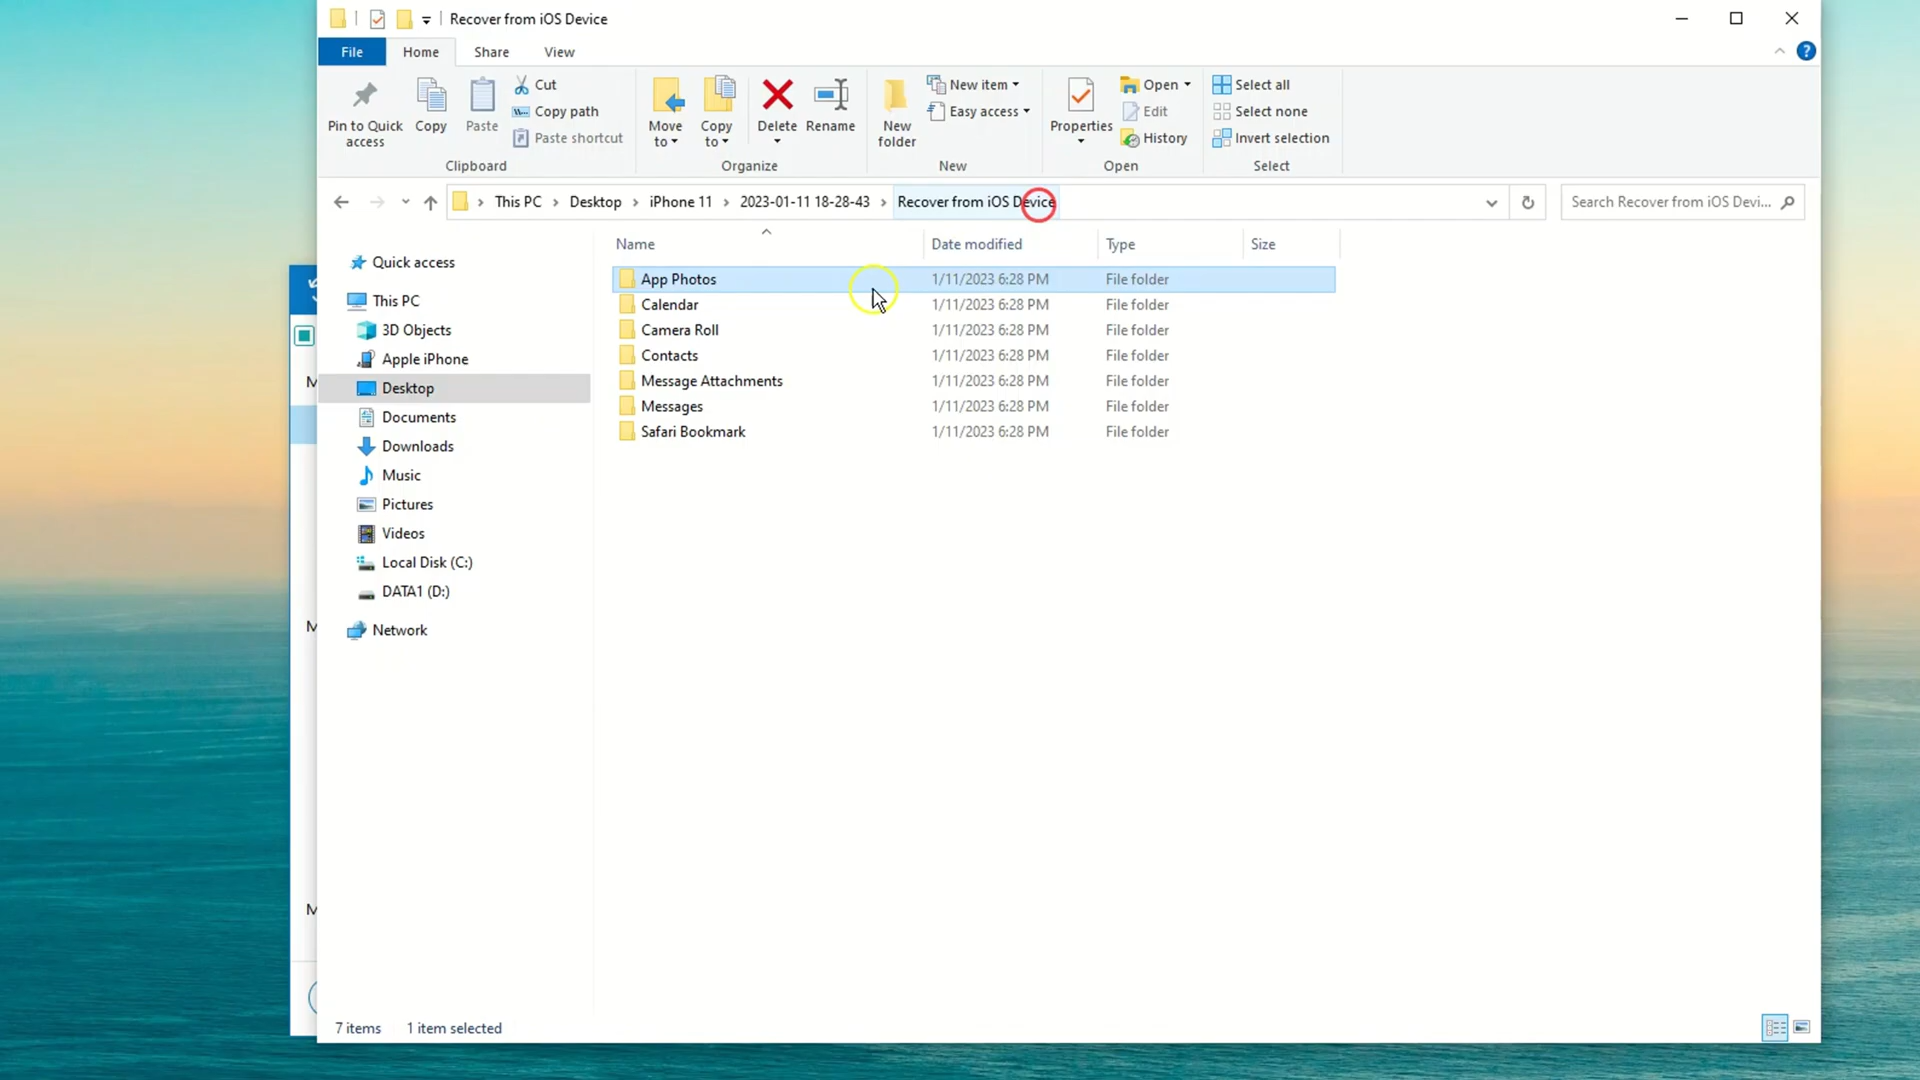 Recover from iOS Device
File Home Share View
Pin to Quick access
Copy
Paste
Cut
Copy path
Paste shortcut
Clipboard
Move to
Copy to
Delete
Rename
Organize
New folder
New item
Easy access
New
Properties
Open
Edit
History
Open
Select all
Select none
Invert selection
Select
This PC > Desktop > iPhone 11 > 2023-01-11 18-28-43 > Recover from iOS Device
Search Recover from iOS Devi...
Quick access
This PC
3D Objects
Apple iPhone
Desktop
Documents
Downloads
Music
Pictures
Videos
Local Disk (C:)
DATA1 (D:)
Network
Name Date modified Type Size
App Photos 1/11/2023 6:28 PM File folder
Calendar 1/11/2023 6:28 PM File folder
Camera Roll 1/11/2023 6:28 PM File folder
Contacts 1/11/2023 6:28 PM File folder
Message Attachments 1/11/2023 6:28 PM File folder
Messages 1/11/2023 6:28 PM File folder
Safari Bookmark 1/11/2023 6:28 PM File folder
M
M
M
7 items 1 item selected